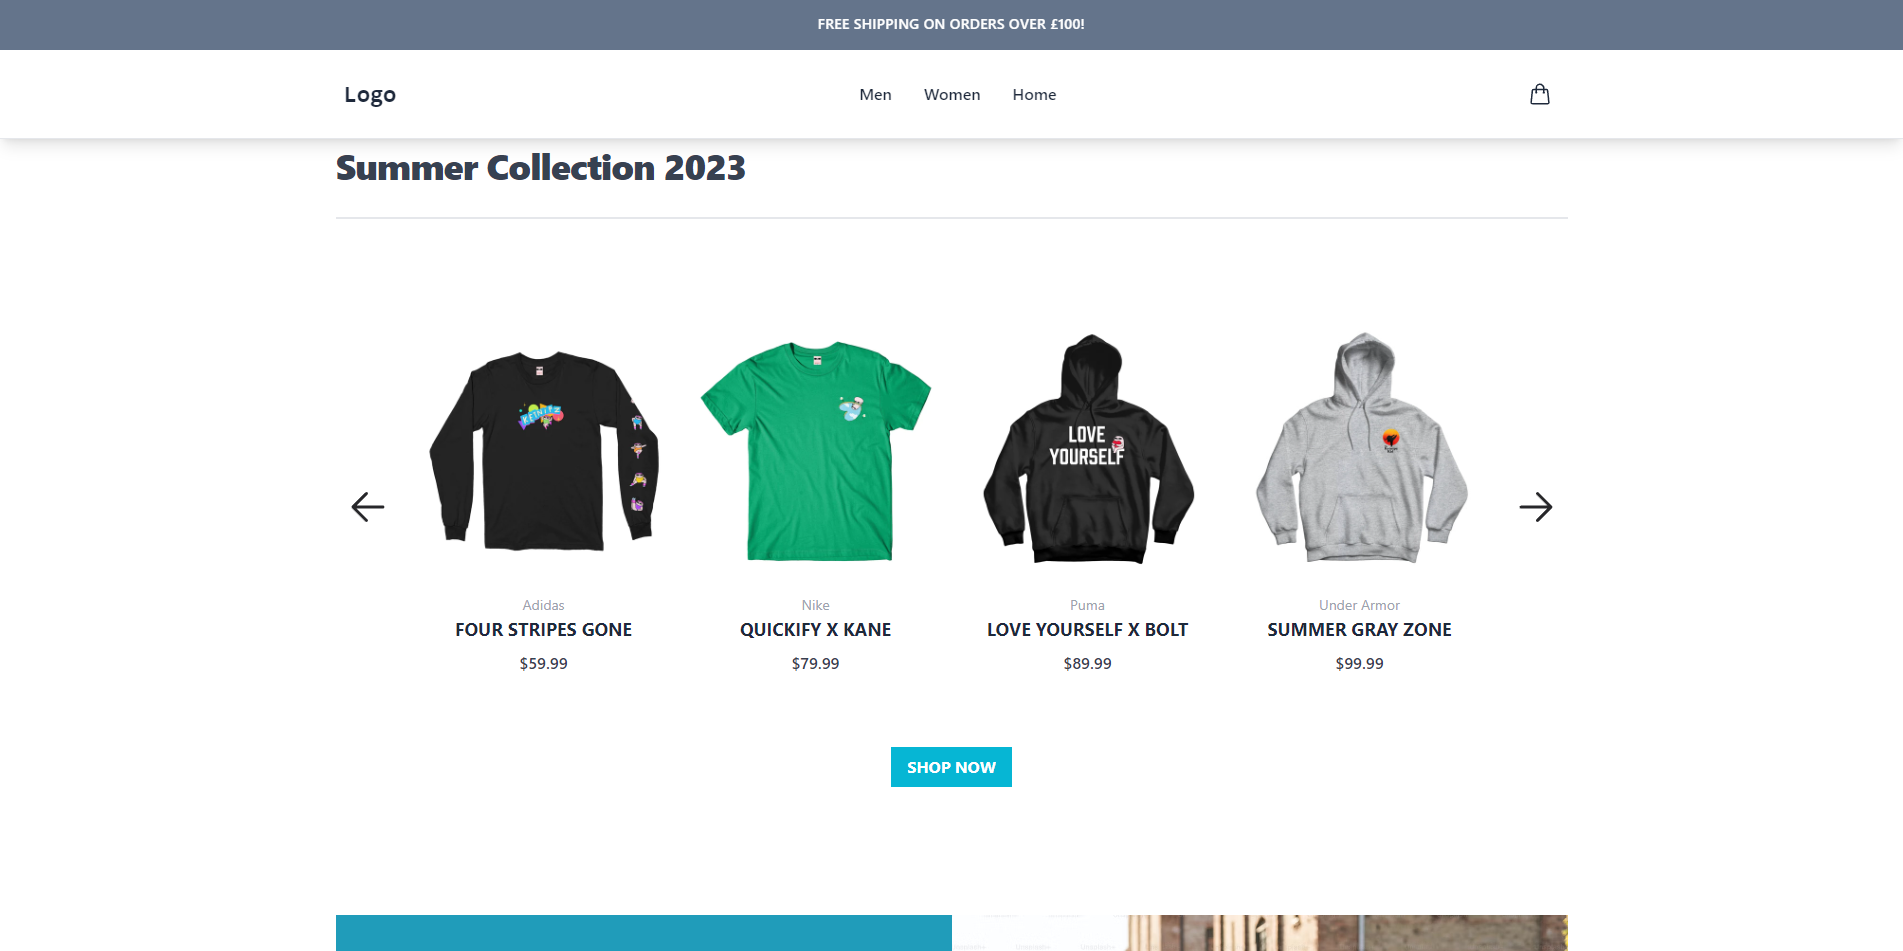 FREE SHIPPING ON ORDERS OVER £100!
Logo
Men
Women
Home
Summer Collection 2023
LOVE
YOURSELF
Adidas
FOUR STRIPES GONE
$59.99
Nike
QUICKIFY X KANE
$79.99
Puma
LOVE YOURSELF X BOLT
$89.99
Under Armor
SUMMER GRAY ZONE
$99.99
SHOP NOW